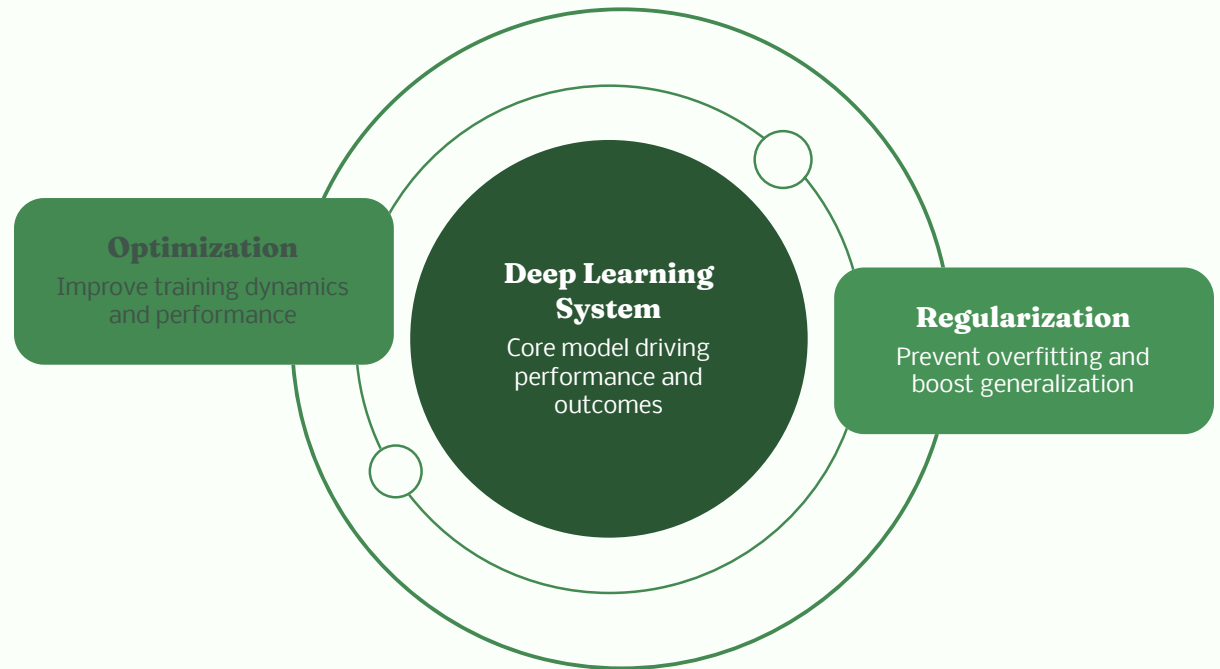 Optimization
Improve training dynamics
and performance
Deep Learning
System
Core model driving
performance and
outcomes
Regularization
Prevent overfitting and
boost generalization